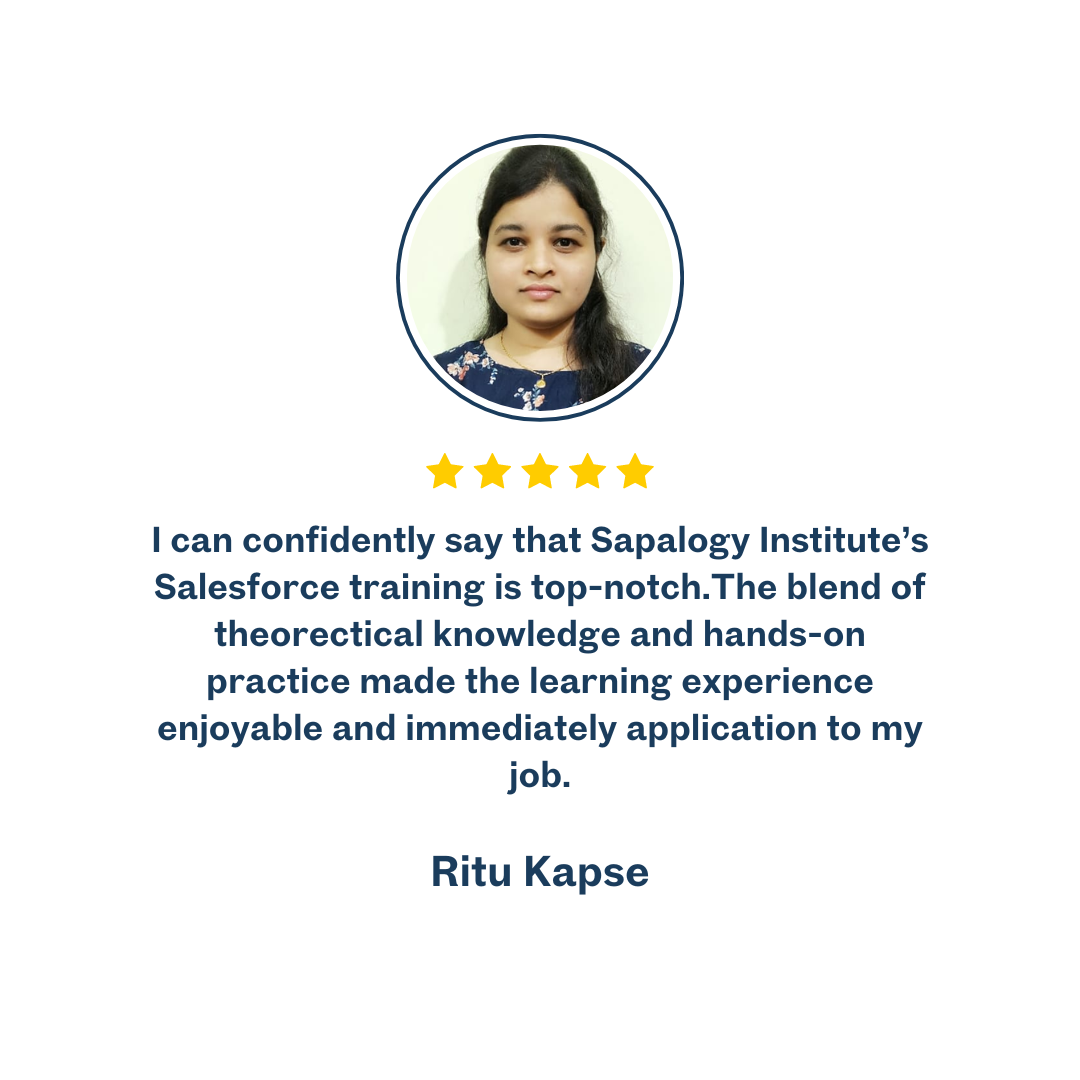 I can confidently say that Sapalogy Institute’s
Salesforce training is top-notch.The blend of
theorectical knowledge and hands-on
practice made the learning experience
enjoyable and immediately application to my
job.
Ritu Kapse